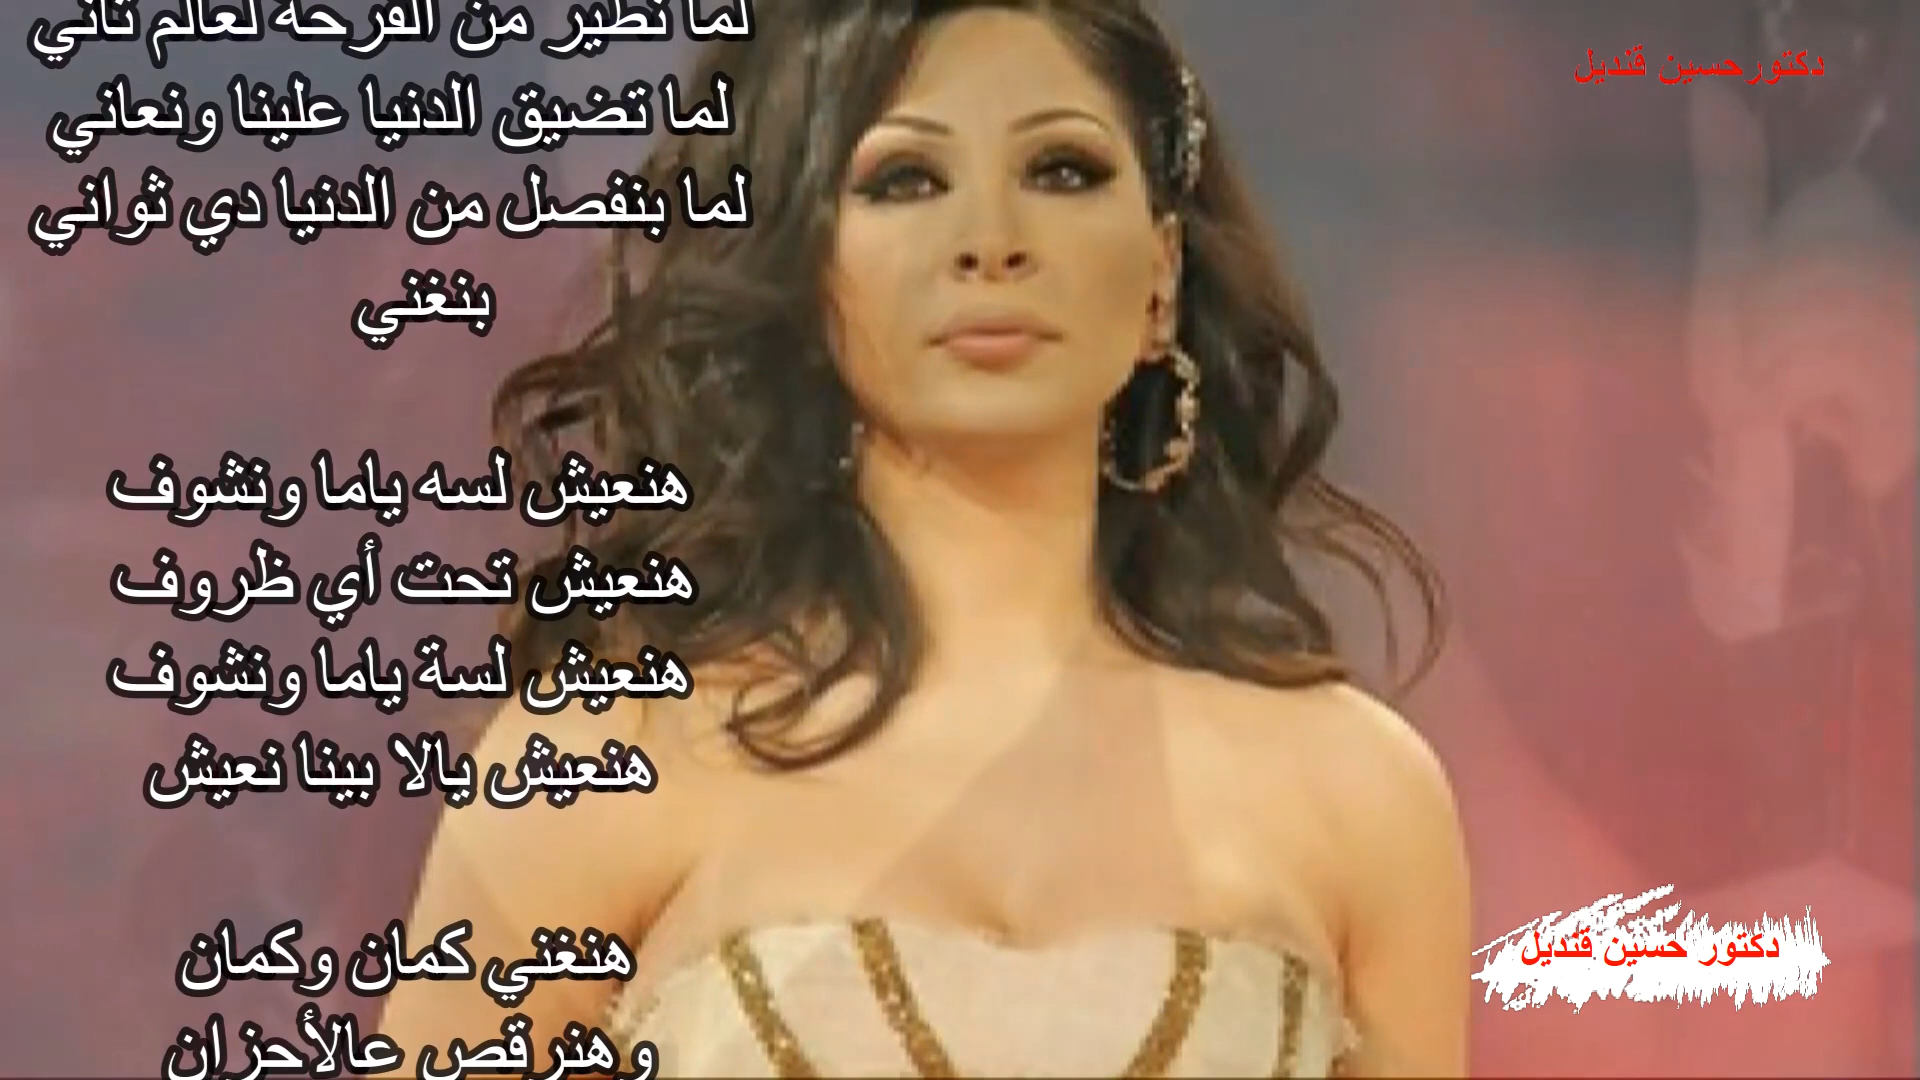 لما نطير من الفرحة لعالم تاني
لما تضيق الدنيا علينا ونعاني
لما بنفصل من الدنيا دي ثواني
بنغني
هنعيش لسه ياما ونشوف
هنعيش تحت أي ظروف
هنعيش لسة ياما ونشوف
هنعيش يالا بينا نعيش
هنغني كمان وكمان
وهنرقص عالأحزان
دكتورحسين قنديل
دكتور حسين قنديل